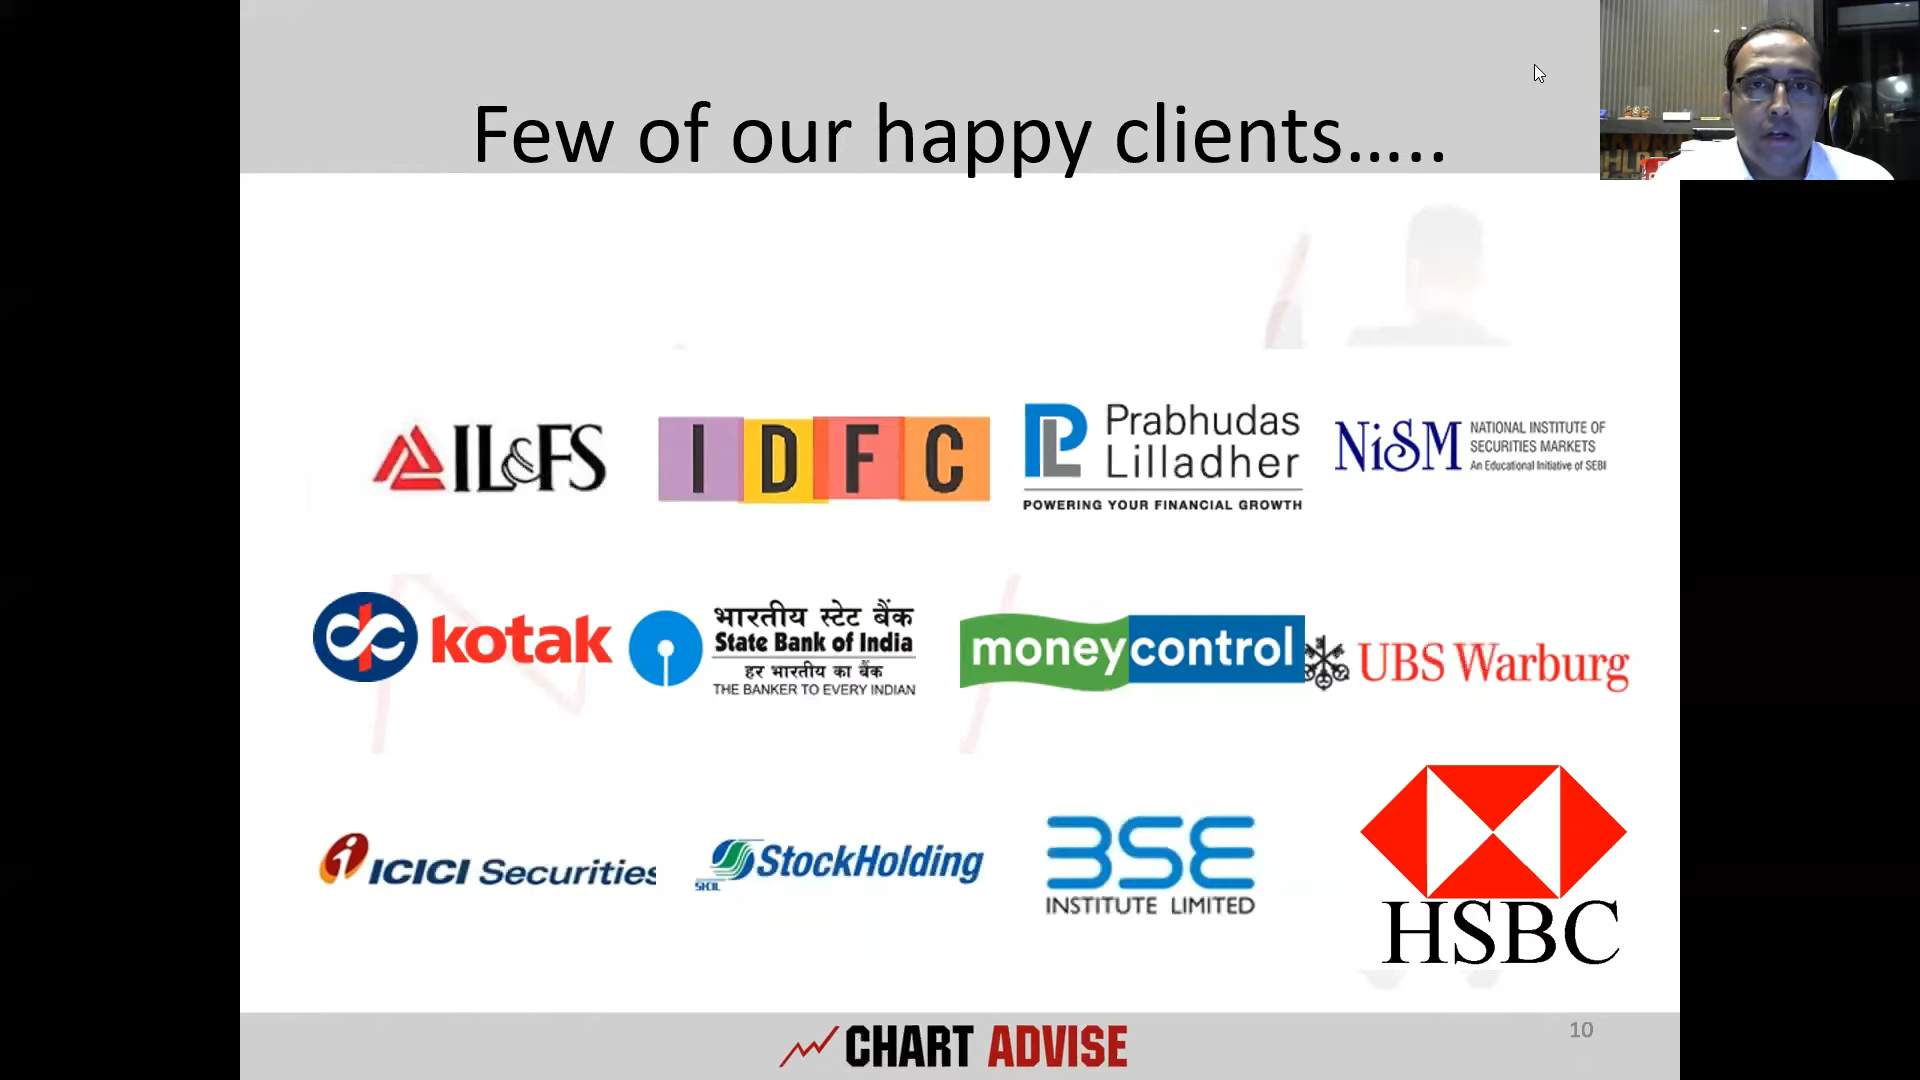 Few of our happy clients.....
IL&FS
IDFC
Prabhudas
Lilladher
POWERING YOUR FINANCIAL GROWTH
NiSM
NATIONAL INSTITUTE OF
SECURITIES MARKETS
An Educational Initiative of SEBI
kotak
भारतीय स्टेट बैंक
State Bank of India
हर भारतीय का बैंक
THE BANKER TO EVERY INDIAN
moneycontrol
UBS Warburg
ICICI Securities
StockHolding
SHCIL
BSE
INSTITUTE LIMITED
HSBC
CHART ADVISE
10